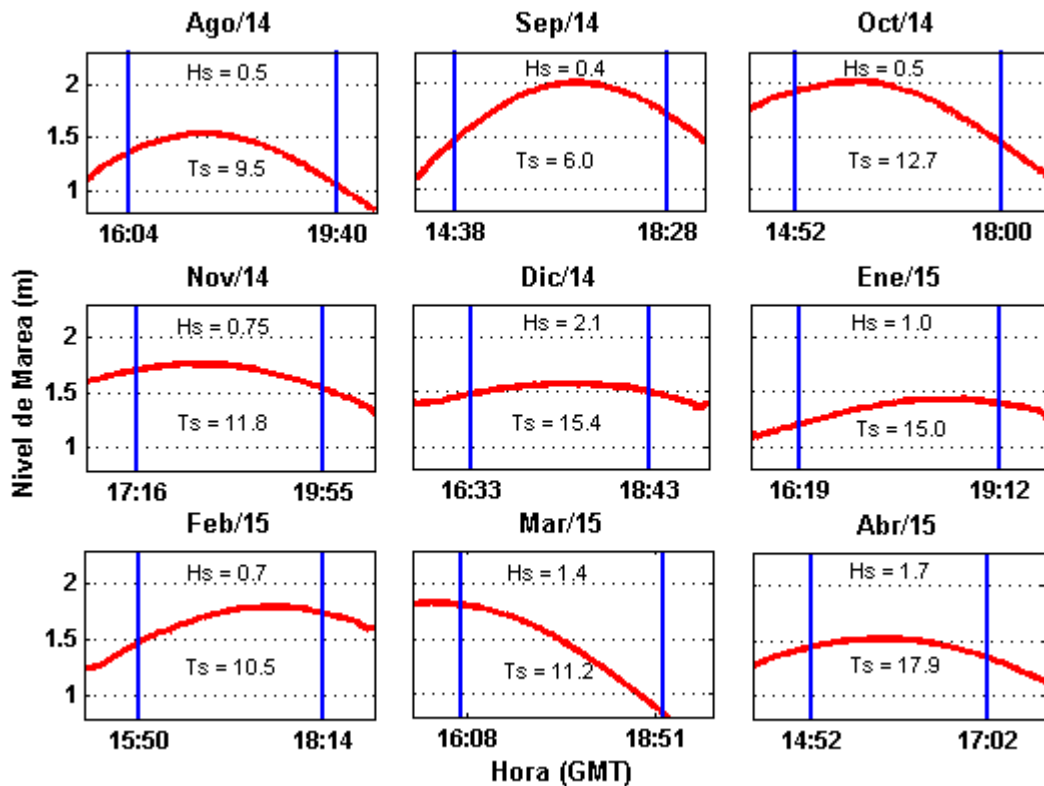 Ago/14
Sep/14
Oct/14
Hs = 0.5
Hs = 0.4
Hs = 0.5
2
1.5
1
Ts = 9.5
Ts = 6.0
Ts = 12.7
16:04
19:40
14:38
18:28
14:52
18:00
Nivel de Marea (m)
Nov/14
Dic/14
Ene/15
Hs = 0.75
Hs = 2.1
Hs = 1.0
2
1.5
1
Ts = 11.8
Ts = 15.4
Ts = 15.0
17:16
19:55
16:33
18:43
16:19
19:12
Feb/15
Mar/15
Abr/15
Hs = 0.7
Hs = 1.4
Hs = 1.7
2
1.5
1
Ts = 10.5
Ts = 11.2
Ts = 17.9
15:50
18:14
16:08
18:51
14:52
17:02
Hora (GMT)